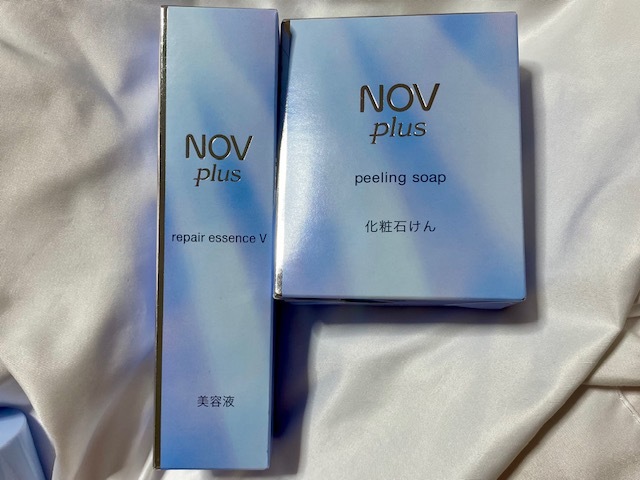 NOV
plus
repair essence V
美容液
NOV
plus
peeling soap
化粧石けん